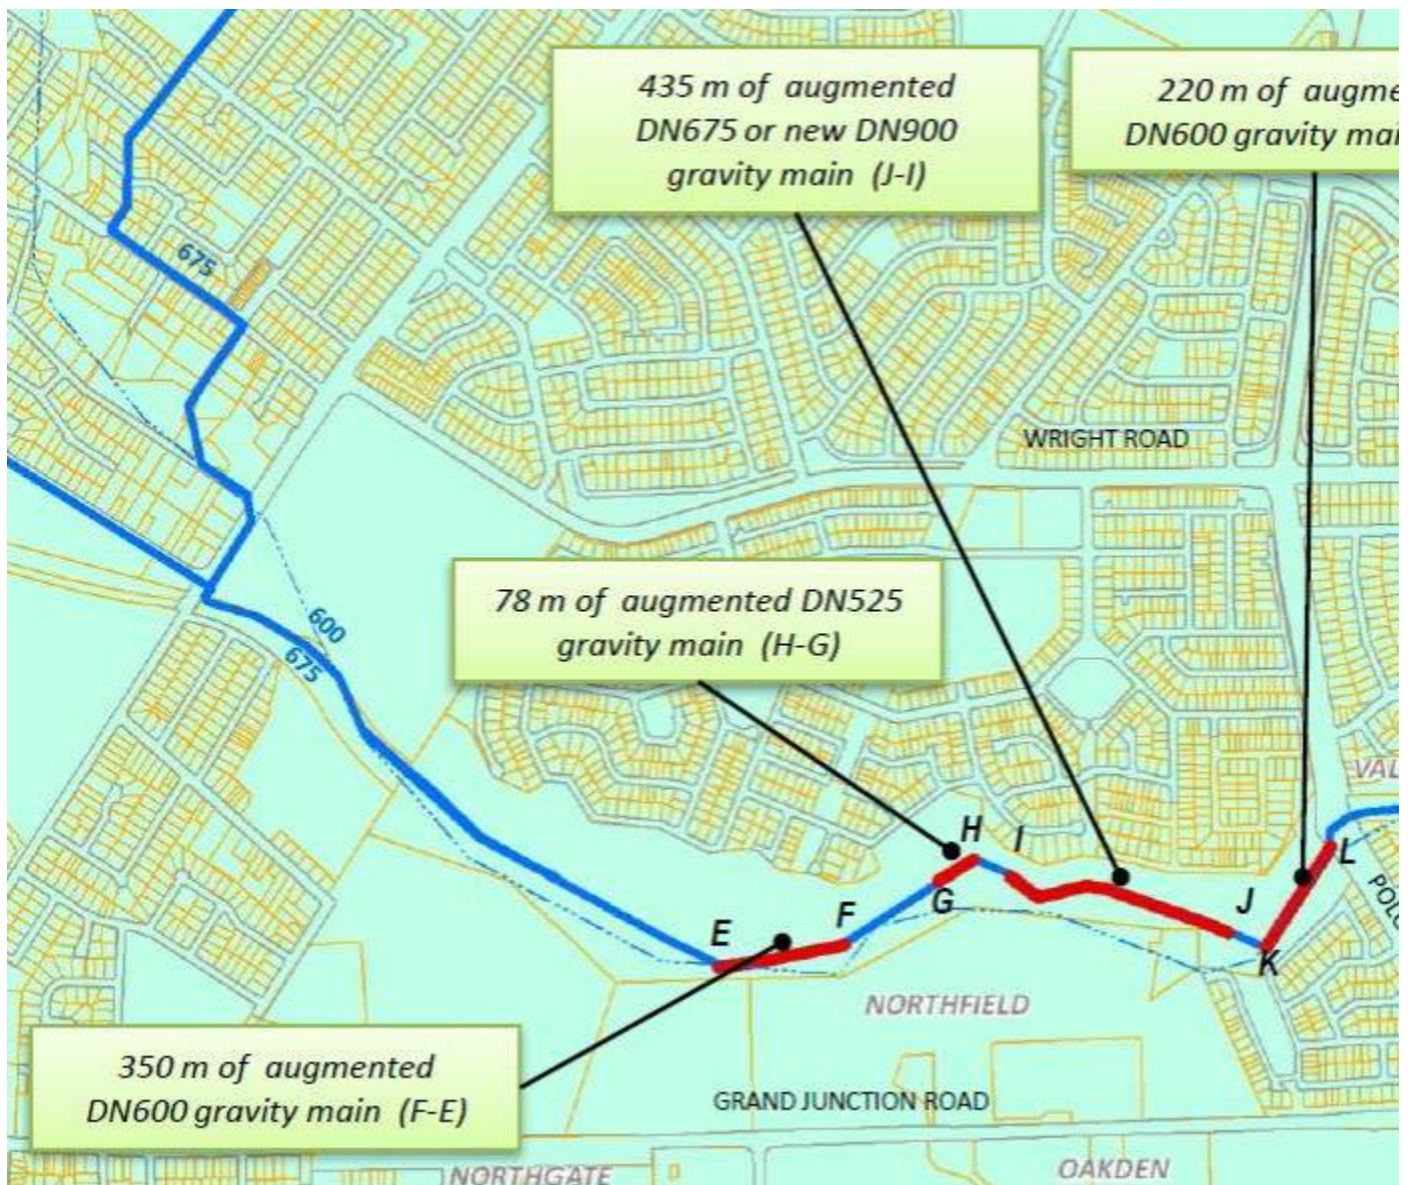 435 m of augmented
DN675 or new DN900
gravity main (J-I)
220 m of augme
DN600 gravity mai
675
WRIGHT ROAD
78 m of augmented DN525
gravity main (H-G)
600
675
VAL
H
I
L
POLO
G
J
E
F
K
NORTHFIELD
350 m of augmented
DN600 gravity main (F-E)
GRAND JUNCTION ROAD
NORTHGATE
OAKDEN